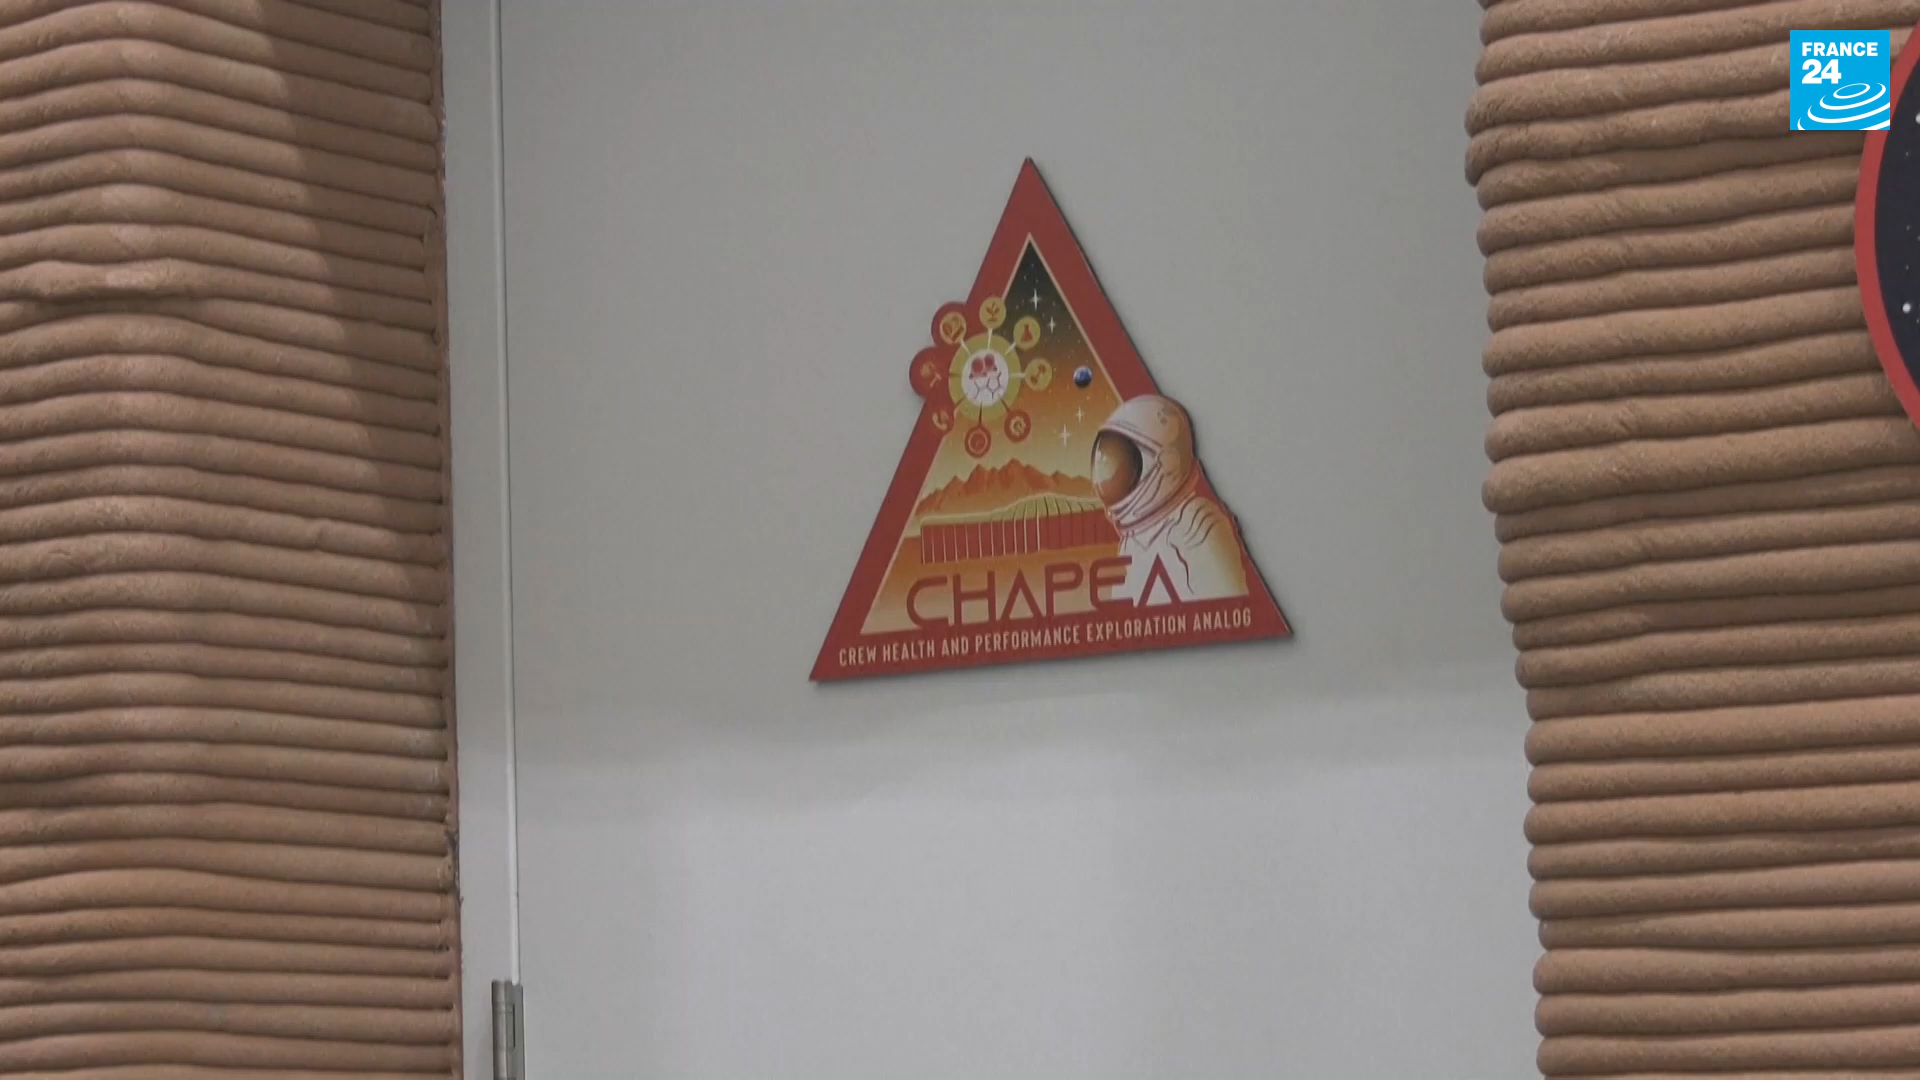 FRANCE
24
CHAPEA
CREW HEALTH AND PERFORMANCE EXPLORATION ANALOG